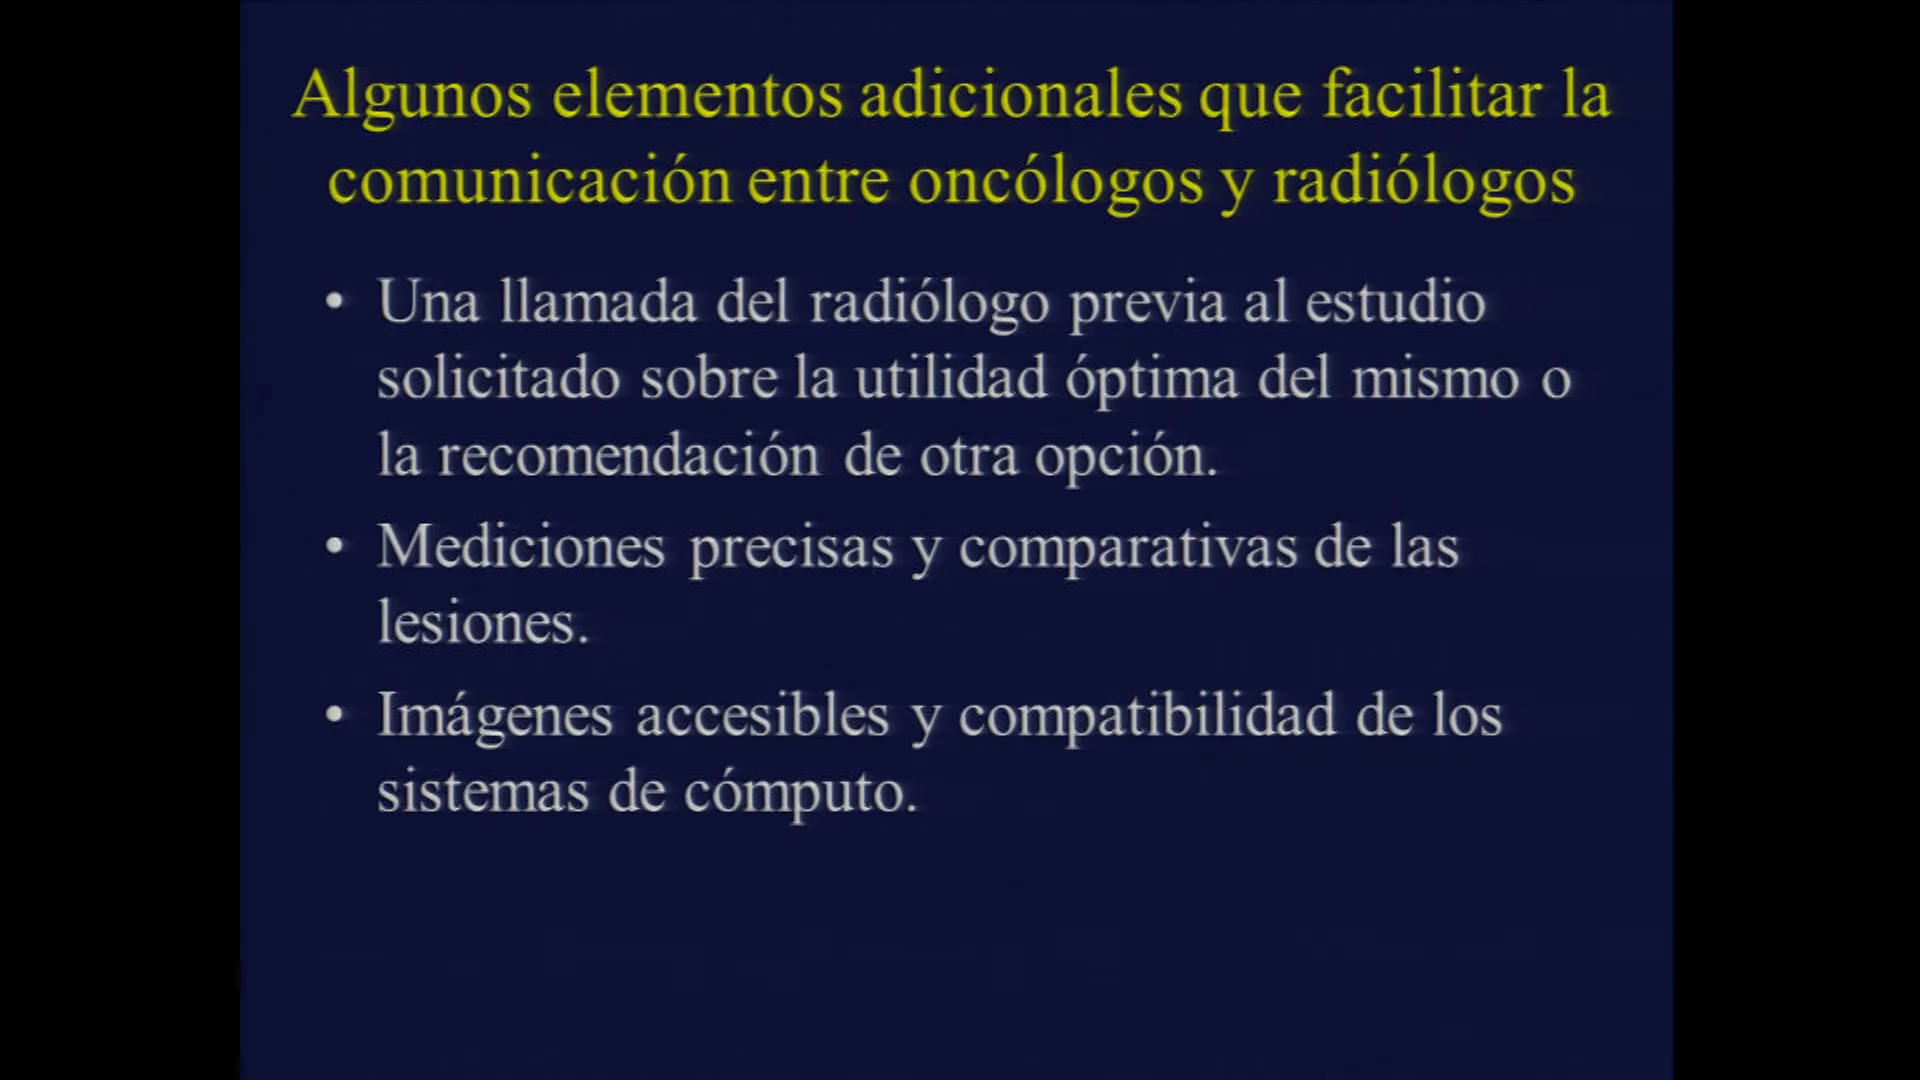 Algunos elementos adicionales que facilitar la
comunicación entre oncólogos y radiólogos
• Una llamada del radiólogo previa al estudio
solicitado sobre la utilidad óptima del mismo o
la recomendación de otra opción.
• Mediciones precisas y comparativas de las
lesiones.
• Imágenes accesibles y compatibilidad de los
sistemas de cómputo.